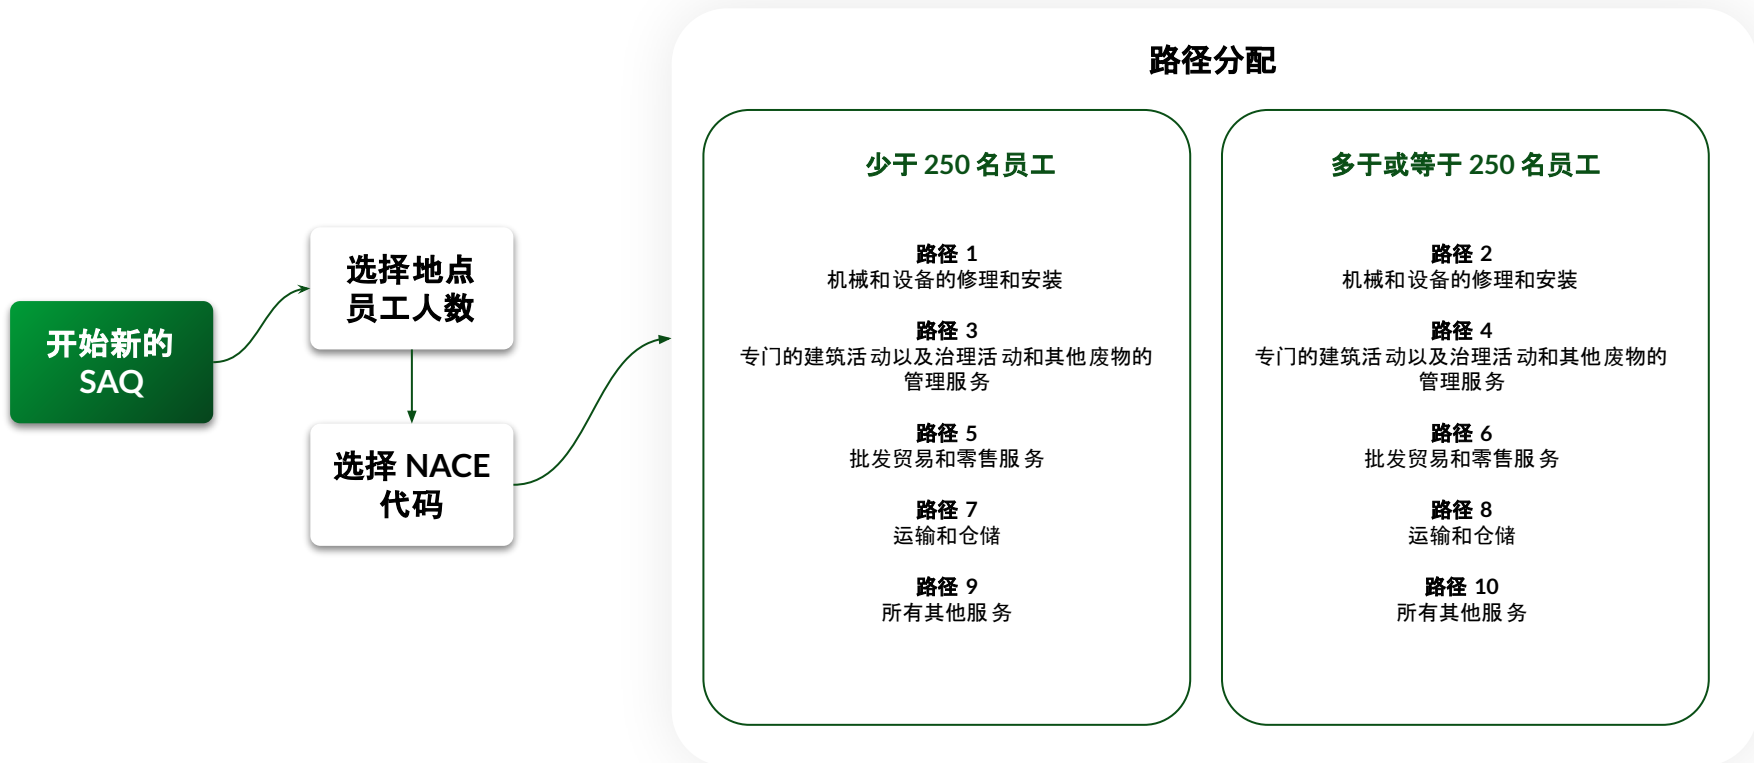 开始新的
SAQ
选择地点
员工人数
选择 NACE
代码
路径分配
少于 250 名员工
路径 1
机械和设备的修理和安装
路径 3
专门的建筑活动以及治理活动和其他废物的
管理服务
路径 5
批发贸易和零售服务
路径 7
运输和仓储
路径 9
所有其他服务
多于或等于 250 名员工
路径 2
机械和设备的修理和安装
路径 4
专门的建筑活动以及治理活动和其他废物的
管理服务
路径 6
批发贸易和零售服务
路径 8
运输和仓储
路径 10
所有其他服务